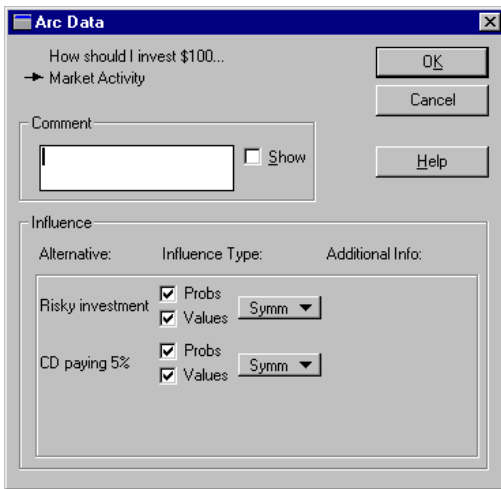 Arc Data
How should I invest $100...
Market Activity
OK
Cancel
Comment
Show
Help
Influence
Alternative: Influence Type: Additional Info:
Risky investment
Probs
Values
Symm
CD paying 5%
Probs
Values
Symm